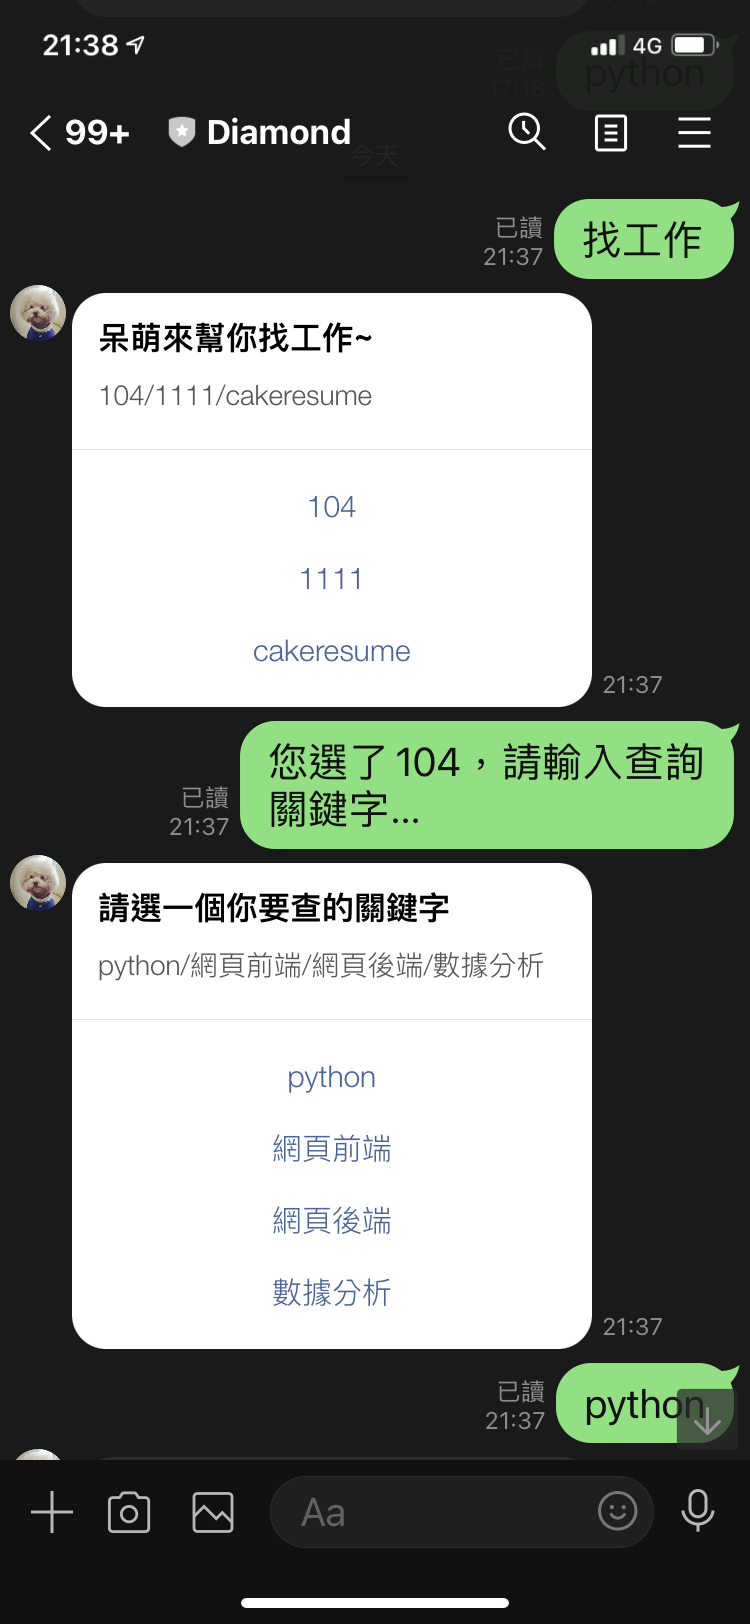 21:38
4G
已讀
17:18
python
99+
Diamond
今天
已讀
21:37
找工作
呆萌來幫你找工作~
104/1111/cakeresume
104
1111
cakeresume
21:37
您選了104，請輸入查詢
關鍵字...
已讀
21:37
請選一個你要查的關鍵字
python/網頁前端/網頁後端/數據分析
python
網頁前端
網頁後端
數據分析
21:37
已讀
21:37
python
Aa